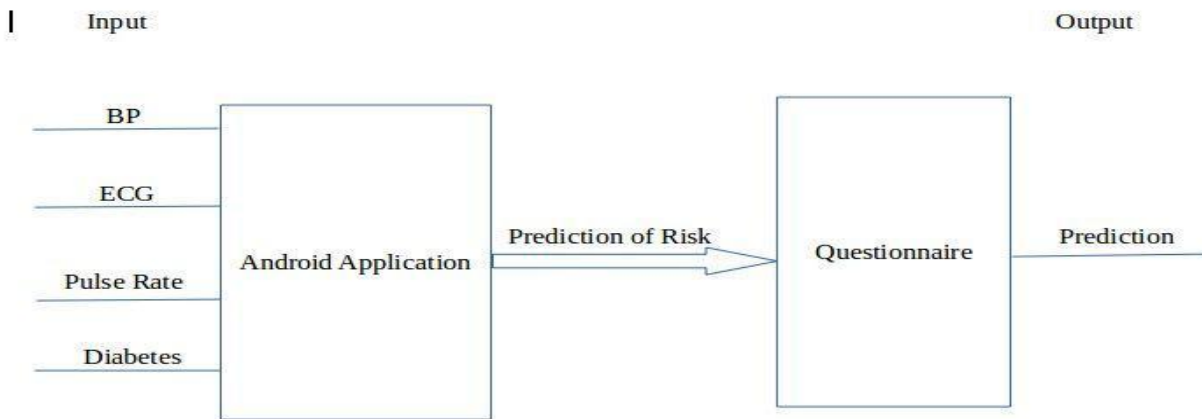 Input
Output
BP
ECG
Pulse Rate
Diabetes
Android Application
Prediction of Risk
Questionnaire
Prediction